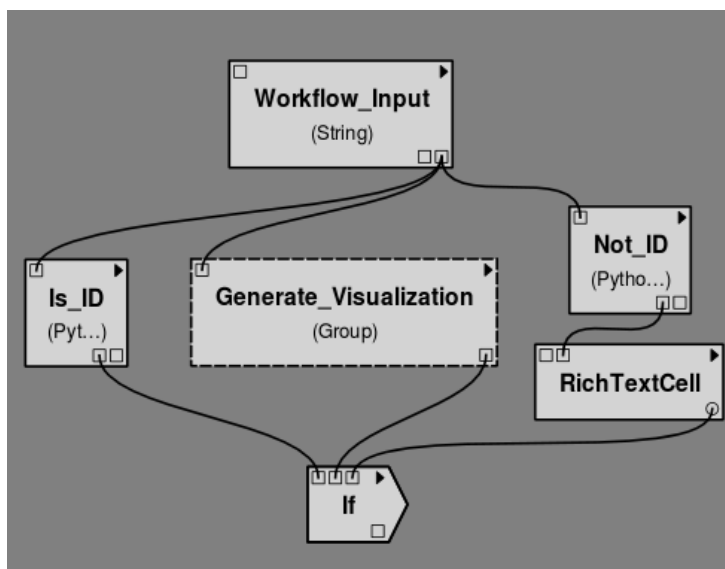 Workflow_Input
(String)
Is_ID
(Pyt...)
Generate_Visualization
(Group)
Not_ID
(Pytho...)
RichTextCell
If